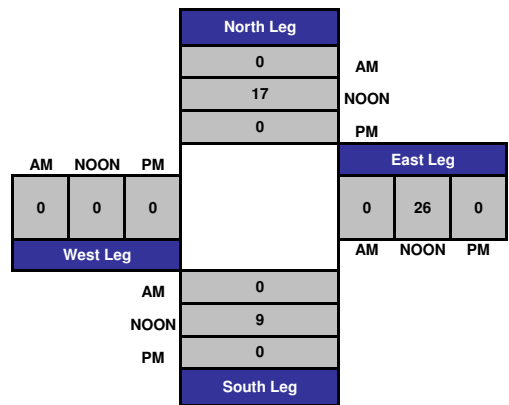 North Leg
0 AM
17 NOON
0 PM
East Leg
AM NOON PM
0 0 0
0 26 0
West Leg
AM NOON PM
AM 0
NOON 9
PM 0
South Leg